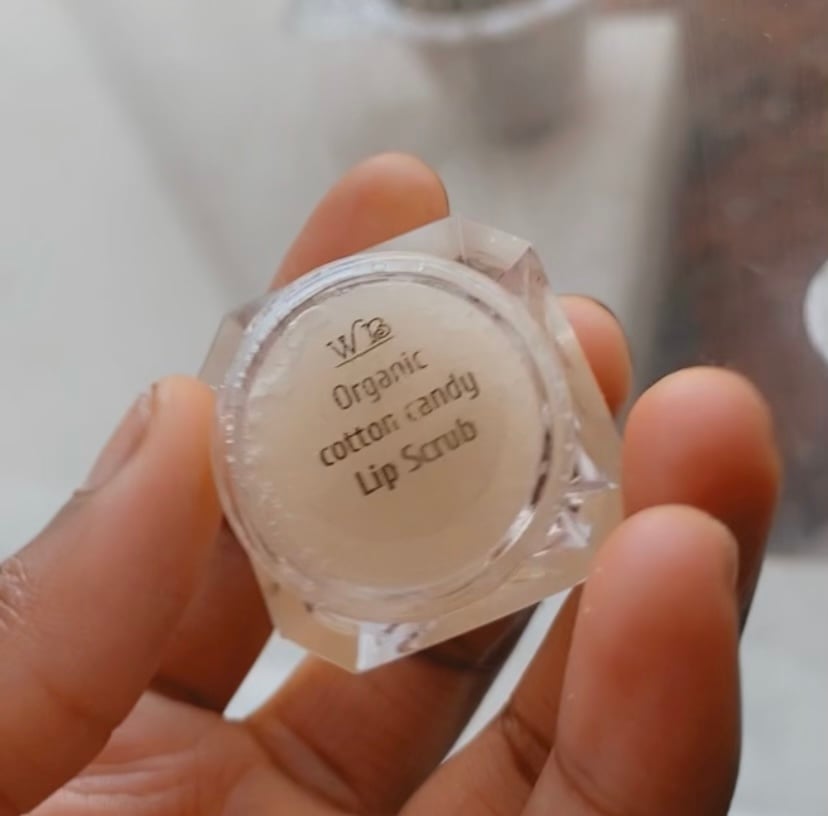 WB
Organic
cotton candy
Lip Scrub